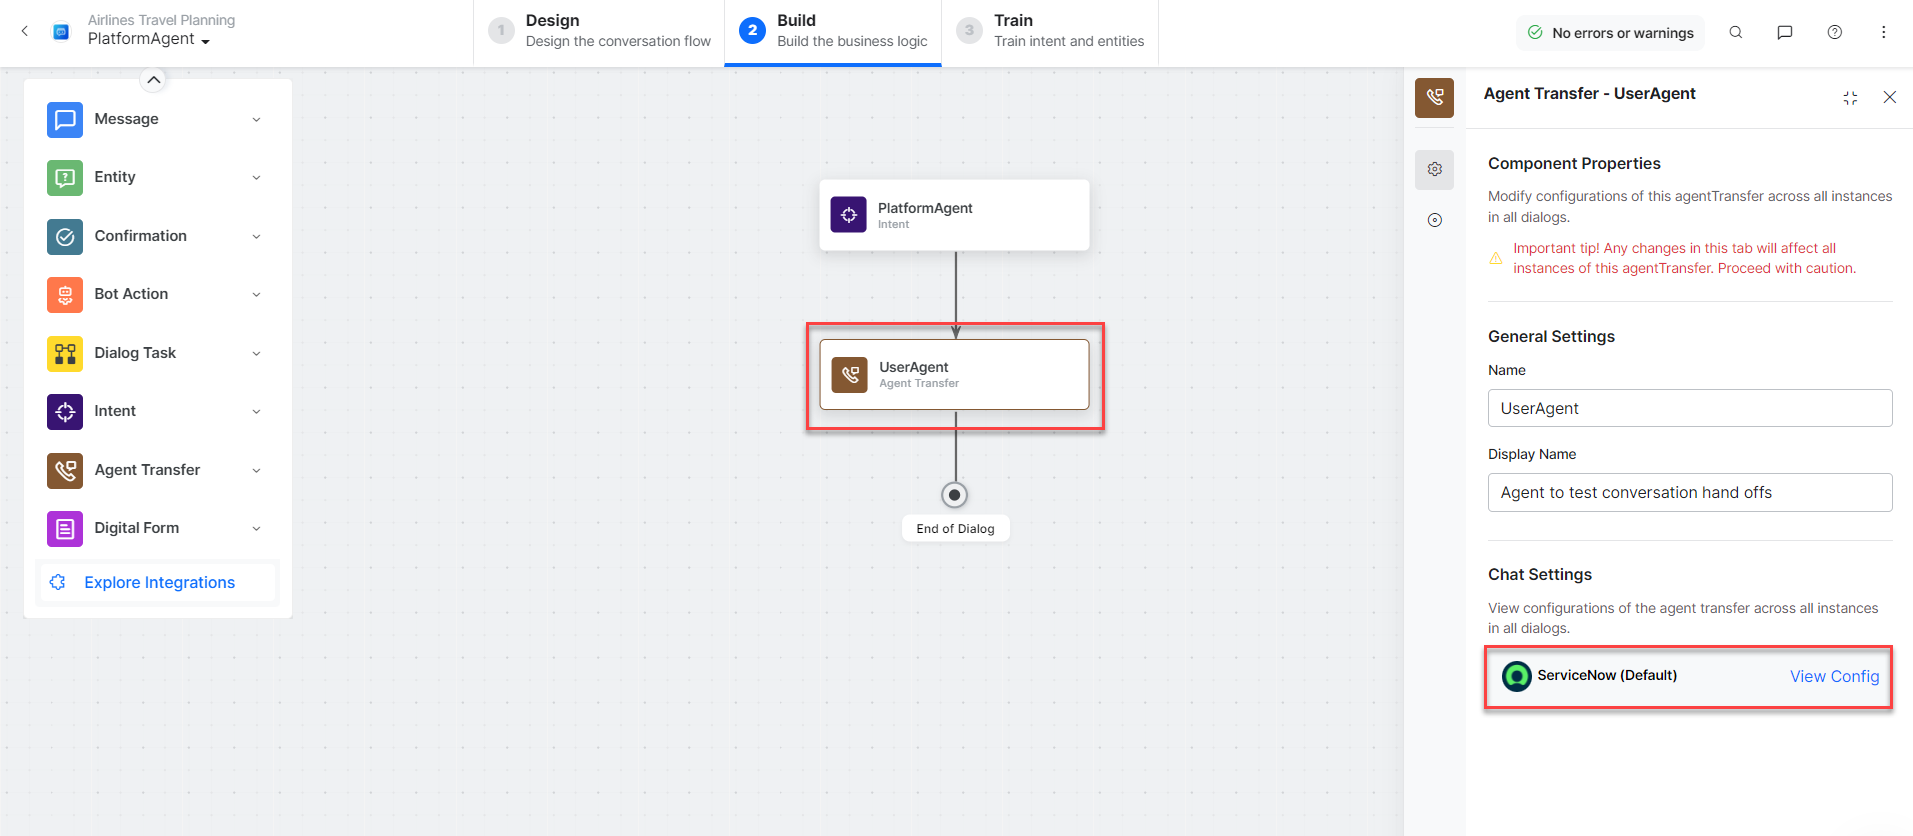 Airlines Travel Planning
PlatformAgent
1
Design
Design the conversation flow
2
Build
Build the business logic
3
Train
Train intent and entities
No errors or warnings
Message
Entity
Confirmation
Bot Action
Dialog Task
Intent
Agent Transfer
Digital Form
Explore Integrations
PlatformAgent
Intent
UserAgent
Agent Transfer
End of Dialog
Agent Transfer - UserAgent
Component Properties
Modify configurations of this agentTransfer across all instances
in all dialogs.
Important tip! Any changes in this tab will affect all
instances of this agentTransfer. Proceed with caution.
General Settings
Name
UserAgent
Display Name
Agent to test conversation hand offs
Chat Settings
View configurations of the agent transfer across all instances
in all dialogs.
ServiceNow (Default)
View Config